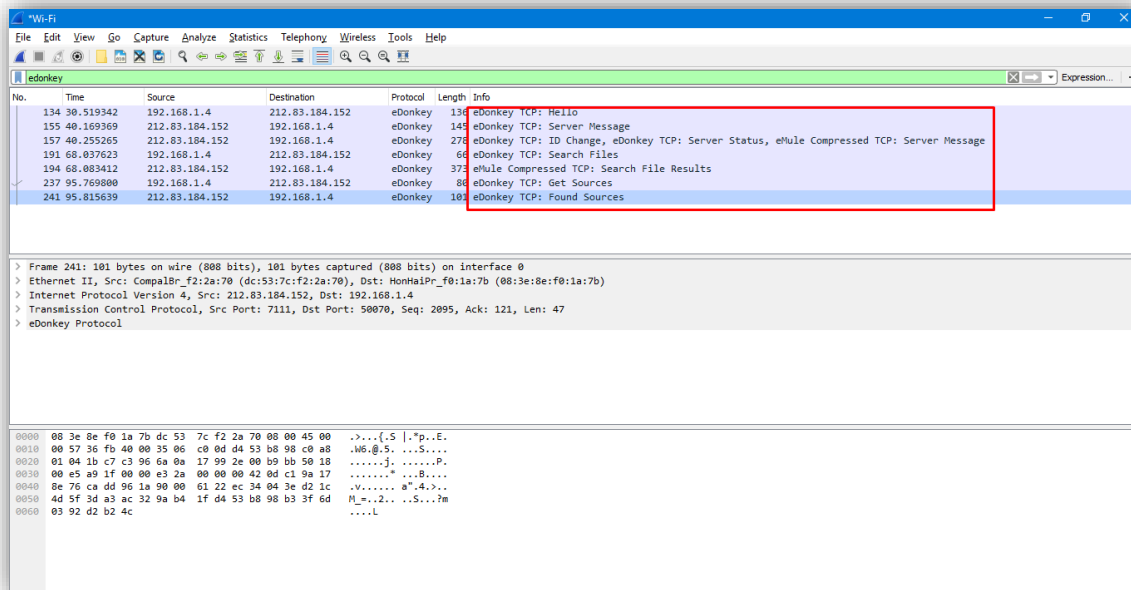 *Wi-Fi
File Edit View Go Capture Analyze Statistics Telephony Wireless Tools Help
edonkey Expression...
No. Time Source Destination Protocol Length Info
134 30.519342 192.168.1.4 212.83.184.152 eDonkey 136 eDonkey TCP: Hello
155 40.169369 212.83.184.152 192.168.1.4 eDonkey 145 eDonkey TCP: Server Message
157 40.255265 212.83.184.152 192.168.1.4 eDonkey 278 eDonkey TCP: ID Change, eDonkey TCP: Server Status, eMule Compressed TCP: Server Message
191 68.037623 192.168.1.4 212.83.184.152 eDonkey 66 eDonkey TCP: Search Files
194 68.083412 212.83.184.152 192.168.1.4 eDonkey 373 eMule Compressed TCP: Search File Results
237 95.769800 192.168.1.4 212.83.184.152 eDonkey 80 eDonkey TCP: Get Sources
241 95.815639 212.83.184.152 192.168.1.4 eDonkey 101 eDonkey TCP: Found Sources
> Frame 241: 101 bytes on wire (808 bits), 101 bytes captured (808 bits) on interface 0
> Ethernet II, Src: CompalBr_f2:2a:70 (dc:53:7c:f2:2a:70), Dst: HonHaiPr_f0:1a:7b (08:3e:8e:f0:1a:7b)
> Internet Protocol Version 4, Src: 212.83.184.152, Dst: 192.168.1.4
> Transmission Control Protocol, Src Port: 7111, Dst Port: 50070, Seq: 2095, Ack: 121, Len: 47
> eDonkey Protocol
0000 08 3e 8e f0 1a 7b dc 53 7c f2 2a 70 08 00 45 00 .>...{.S |.*p..E.
0010 00 57 36 fb 40 00 35 06 c0 0d d4 53 b8 98 c0 a8 .W6.@.5. ...S....
0020 01 04 1b c7 c3 96 6a 0a 17 99 2e 00 b9 bb 50 18 ......j. ......P.
0030 00 e5 a9 1f 00 00 e3 2a 00 00 00 42 0d c1 9a 17 .......* ...B....
0040 8e 76 ca dd 96 1a 90 00 61 22 ec 34 04 3e d2 1c .v...... a".4.>..
0050 4d 5f 3d a3 ac 32 9a b4 1f d4 53 b8 98 b3 3f 6d M_=..2.. ..S...?m
0060 03 92 d2 b2 4c ....L